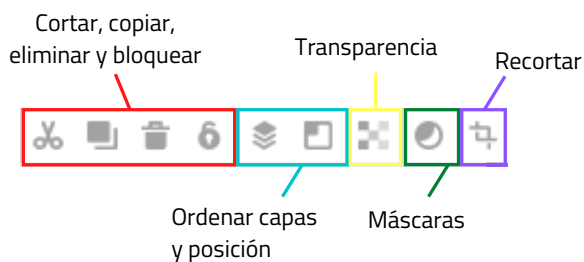 Cortar, copiar,
eliminar y bloquear
Transparencia
Recortar
Ordenar capas
y posición
Máscaras